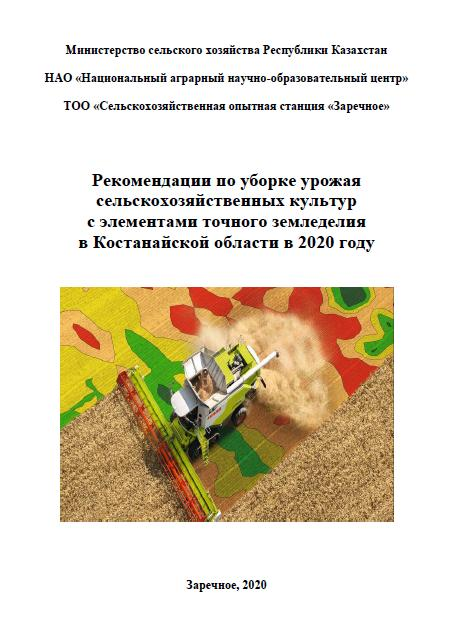 Министерство сельского хозяйства Республики Казахстан
НАО «Национальный аграрный научно-образовательный центр»
ТОО «Сельскохозяйственная опытная станция «Заречное»
Рекомендации по уборке урожая
сельскохозяйственных культур
с элементами точного земледелия
в Костанайской области в 2020 году
Заречное, 2020